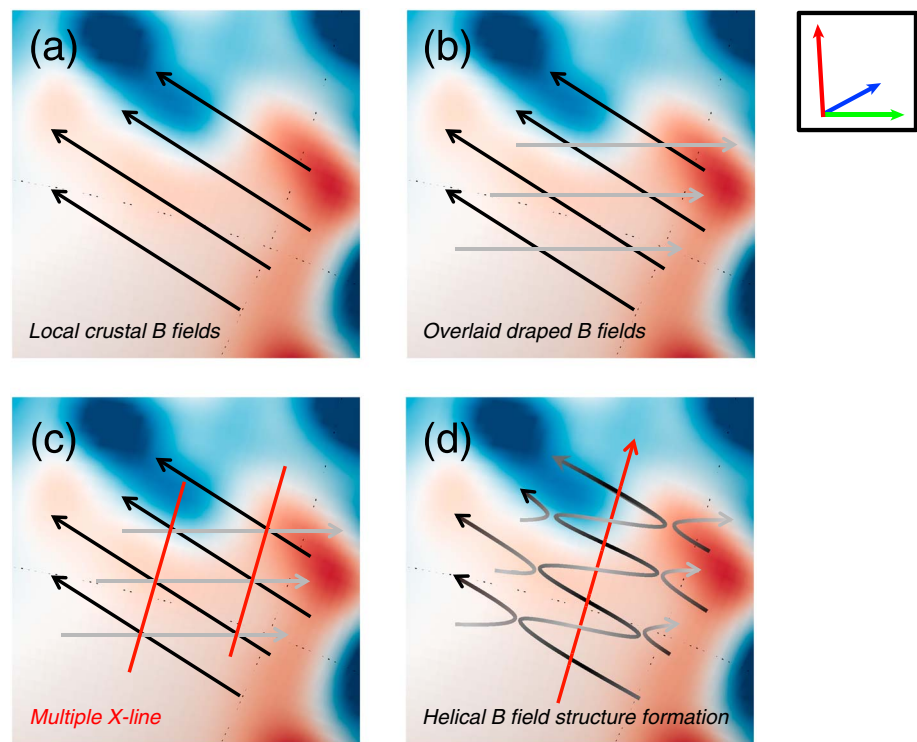 (a)
Local crustal B fields
(b)
Overlaid draped B fields
(c)
Multiple X-line
(d)
Helical B field structure formation